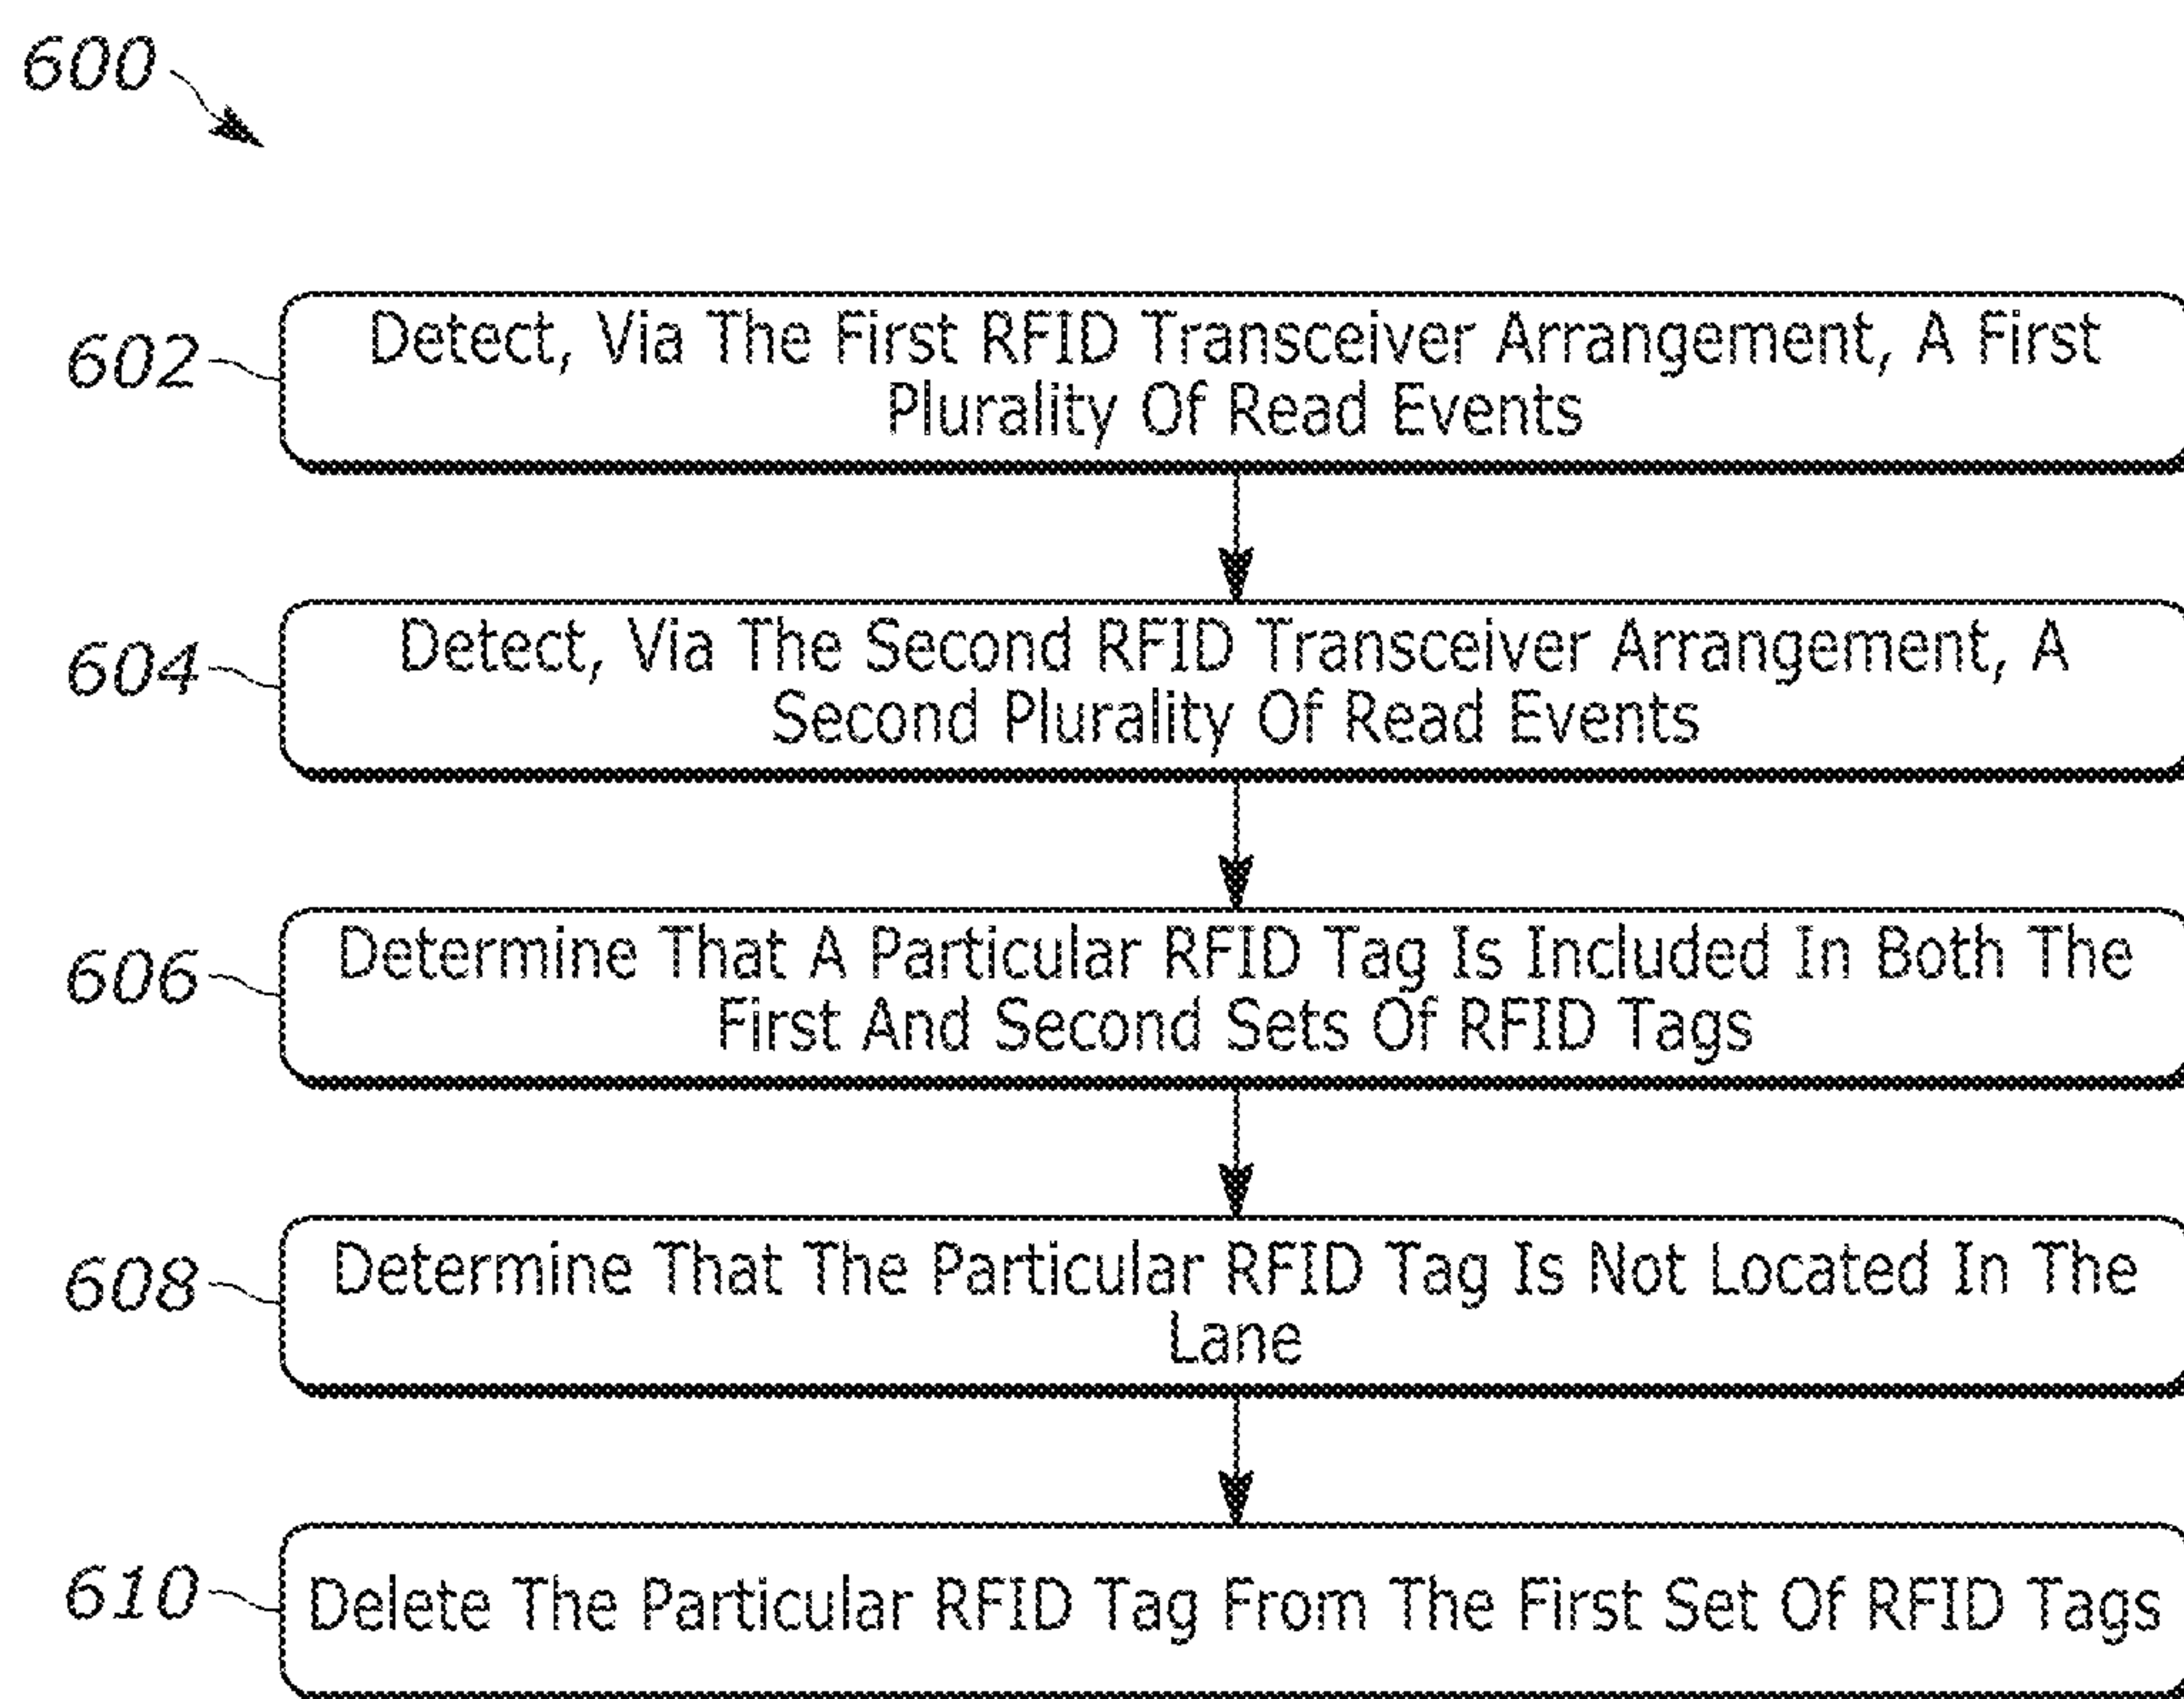 600
602
Detect, Via The First RFID Transceiver Arrangement, A First
Plurality Of Read Events
604
Detect, Via The Second RFID Transceiver Arrangement, A
Second Plurality Of Read Events
606
Determine That A Particular RFID Tag Is Included In Both The
First And Second Sets Of RFID Tags
608
Determine That The Particular RFID Tag Is Not Located In The
Lane
610
Delete The Particular RFID Tag From The First Set Of RFID Tags